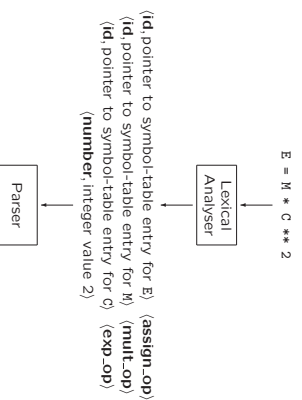 E = M * C ** 2
Lexical
Analyser
⟨id, pointer to symbol-table entry for E⟩ ⟨assign_op⟩
⟨id, pointer to symbol-table entry for M⟩ ⟨mult_op⟩
⟨id, pointer to symbol-table entry for C⟩ ⟨exp_op⟩
⟨number, integer value 2⟩
Parser